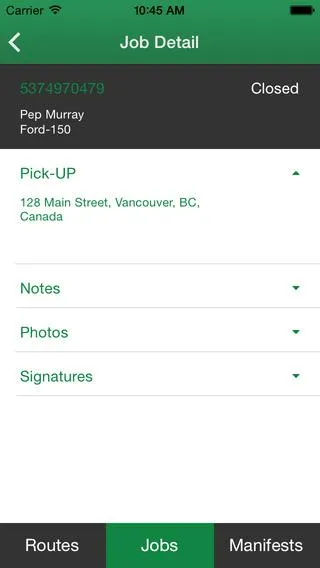 Carrier 10:45 AM
Job Detail
5374970479 Closed
Pep Murray
Ford-150
Pick-UP
128 Main Street, Vancouver, BC,
Canada
Notes
Photos
Signatures
Routes Jobs Manifests